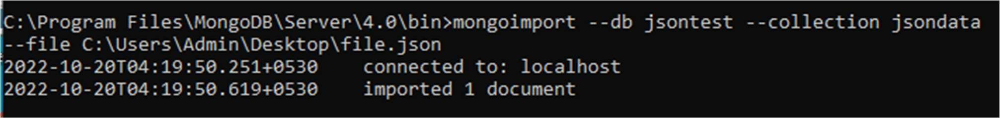 C:\Program Files\MongoDB\Server\4.0\bin>mongoimport --db jsontest --collection jsondata
--file C:\Users\Admin\Desktop\file.json
2022-10-20T04:19:50.251+0530    connected to: localhost
2022-10-20T04:19:50.619+0530    imported 1 document